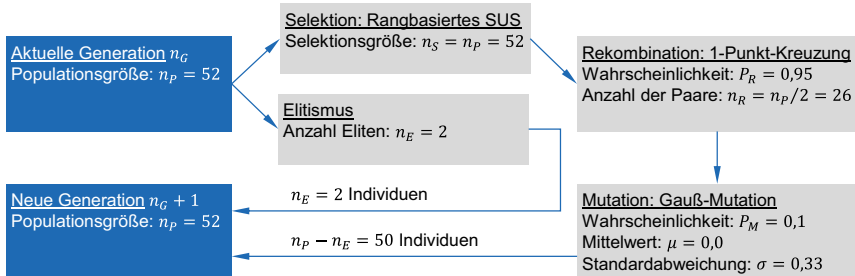 Aktuelle Generation n_G
Populationsgröße: n_P = 52
Selektion: Rangbasiertes SUS
Selektionsgröße: n_S = n_P = 52
Elitismus
Anzahl Eliten: n_E = 2
Rekombination: 1-Punkt-Kreuzung
Wahrscheinlichkeit: P_R = 0,95
Anzahl der Paare: n_R = n_P/2 = 26
Mutation: Gauß-Mutation
Wahrscheinlichkeit: P_M = 0,1
Mittelwert: μ = 0,0
Standardabweichung: σ = 0,33
n_E = 2 Individuen
n_P − n_E = 50 Individuen
Neue Generation n_G + 1
Populationsgröße: n_P = 52